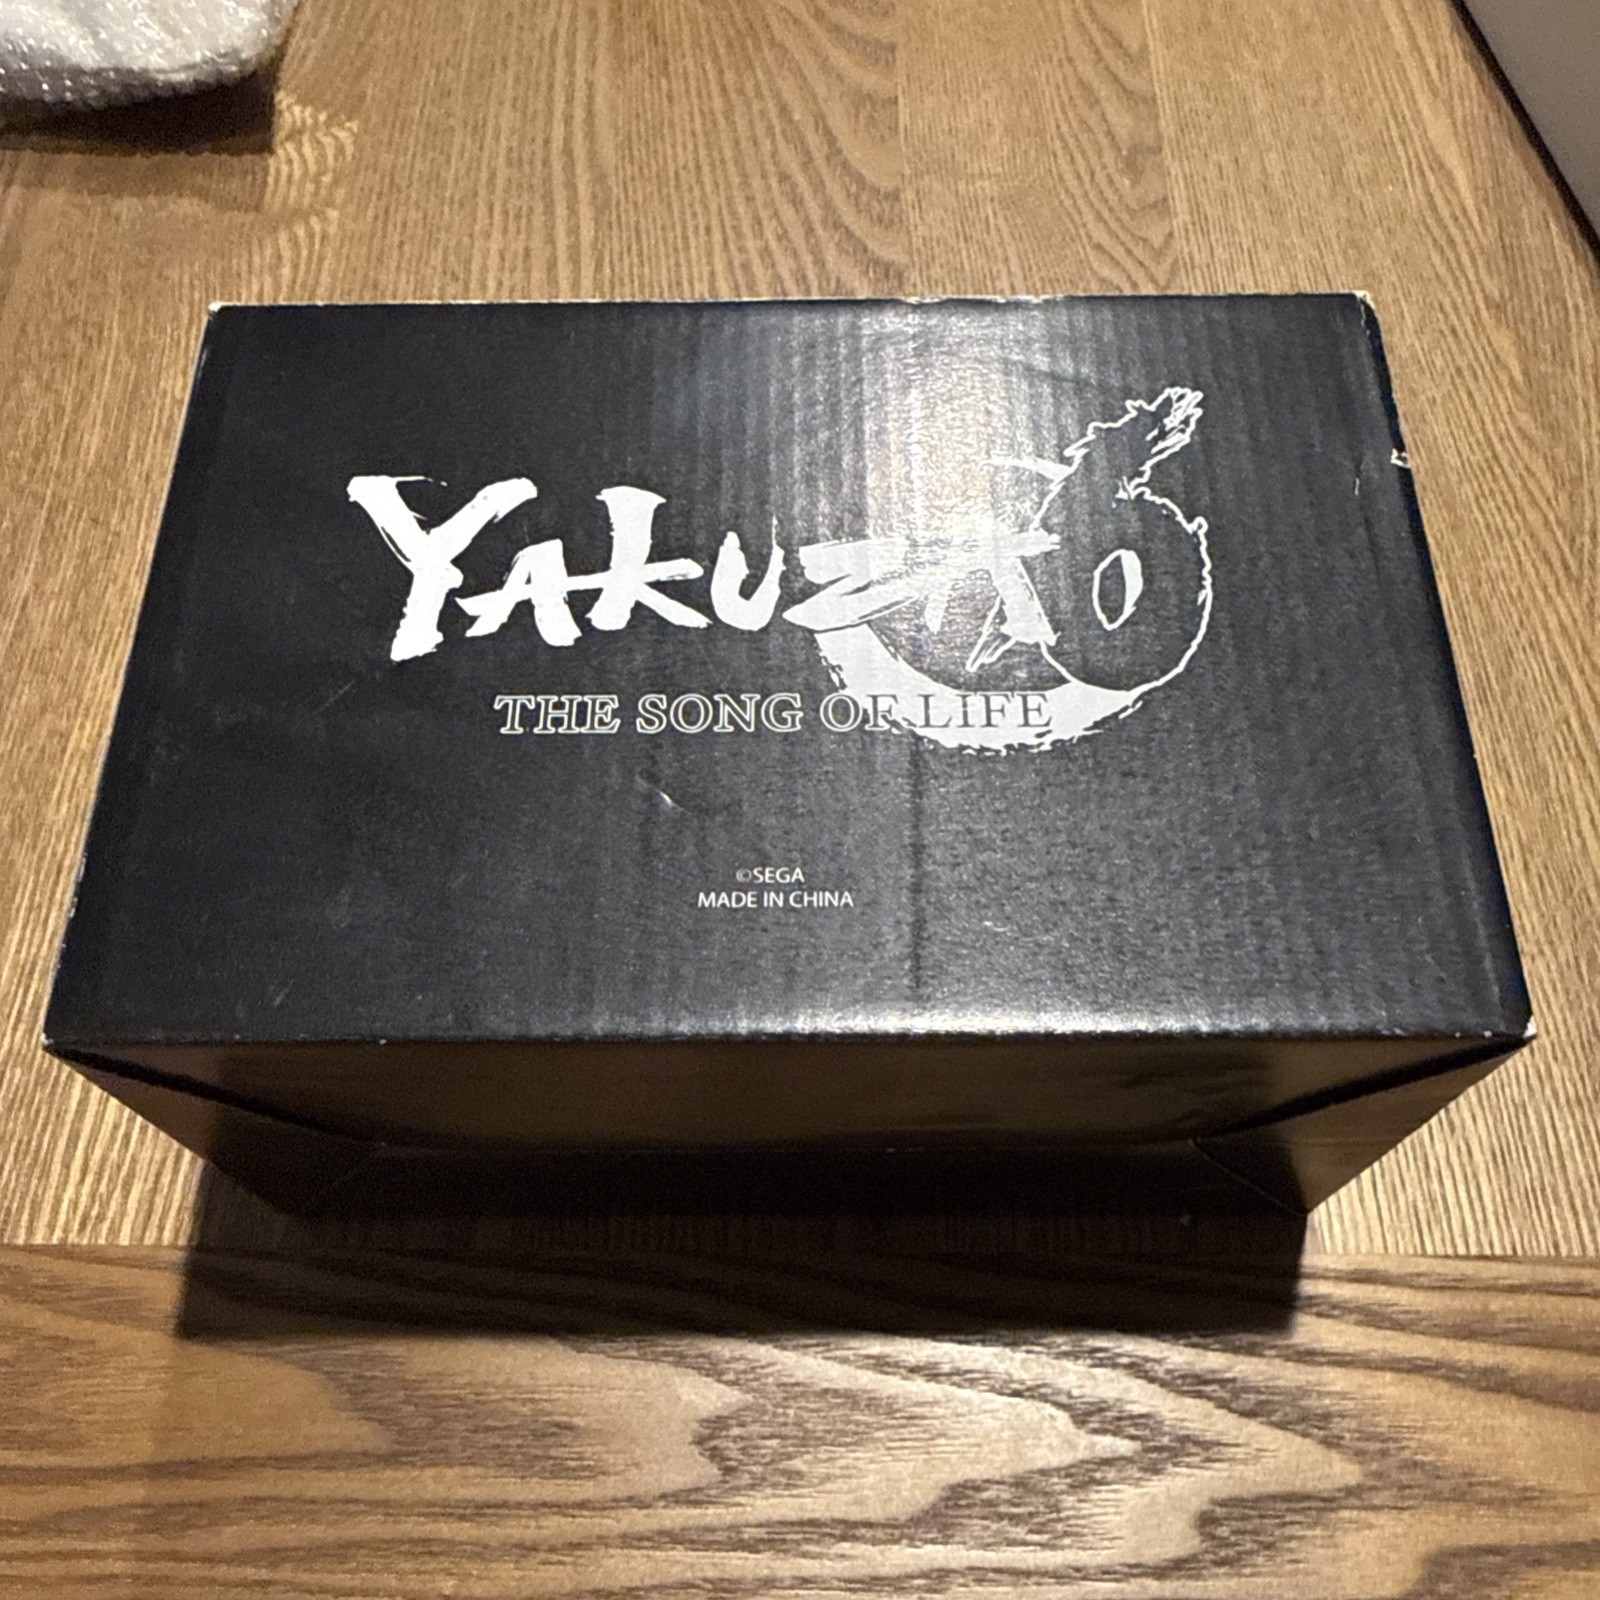 YAKUZA 6
THE SONG OF LIFE
©SEGA
MADE IN CHINA